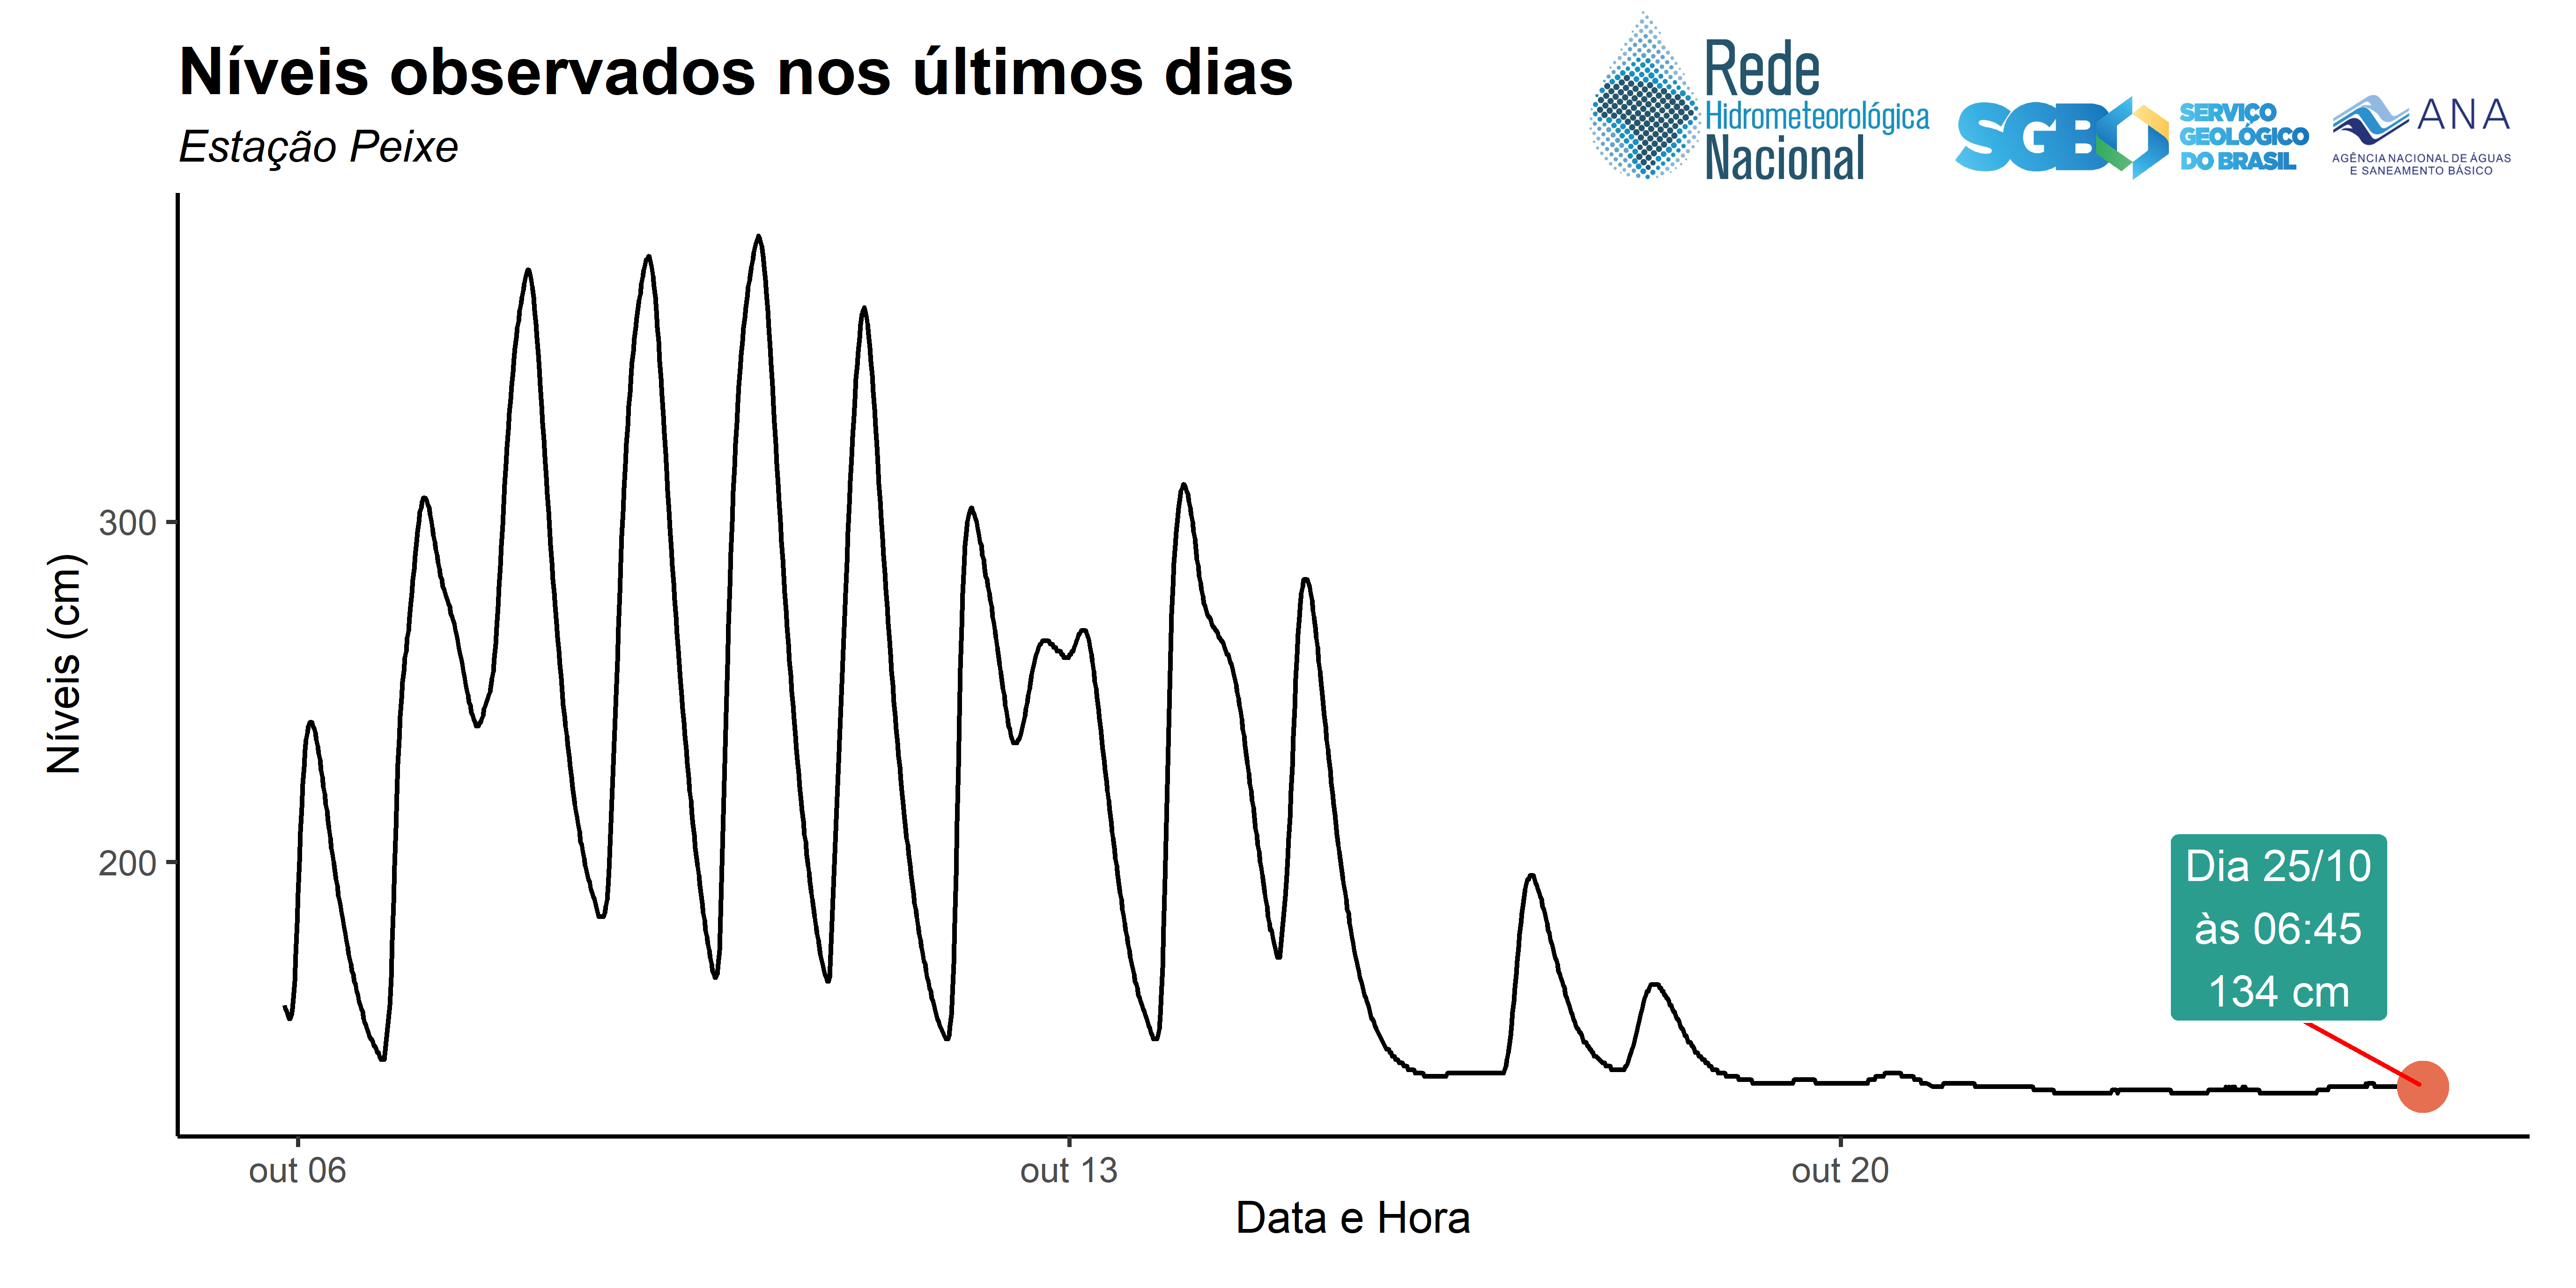 Níveis observados nos últimos dias
Estação Peixe
Rede
Hidrometeorológica
Nacional
SGB
SERVIÇO
GEOLÓGICO
DO BRASIL
ANA
AGÊNCIA NACIONAL DE ÁGUAS
E SANEAMENTO BÁSICO
Níveis (cm)
300
200
Dia 25/10
às 06:45
134 cm
out 06
out 13
out 20
Data e Hora